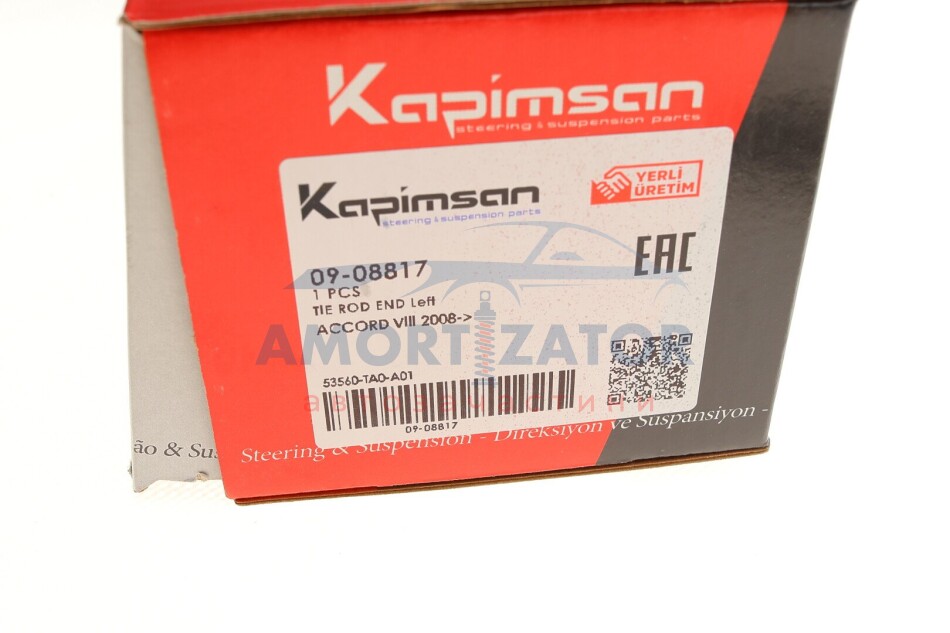 Kapimsan
steering & suspension parts
Kapimsan
steering & suspension parts
YERLİ
ÜRETİM
EAC
09-08817
1 PCS
TIE ROD END Left
ACCORD VIII 2008->
AMORTIZATOR
53560-TA0-A01
автозапчастини
09-08817
ão & Sus
Steering & Suspension - Direksiyon ve Suspansiyon -